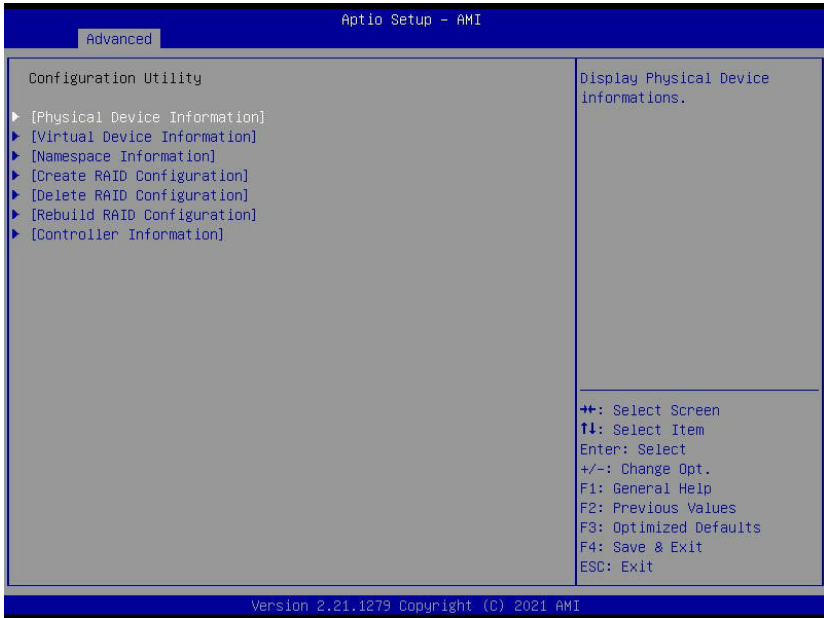 Aptio Setup – AMI
Advanced
Configuration Utility
[Physical Device Information]
[Virtual Device Information]
[Namespace Information]
[Create RAID Configuration]
[Delete RAID Configuration]
[Rebuild RAID Configuration]
[Controller Information]
Display Physical Device
informations.
→←: Select Screen
↑↓: Select Item
Enter: Select
+/-: Change Opt.
F1: General Help
F2: Previous Values
F3: Optimized Defaults
F4: Save & Exit
ESC: Exit
Version 2.21.1279 Copyright (C) 2021 AMI